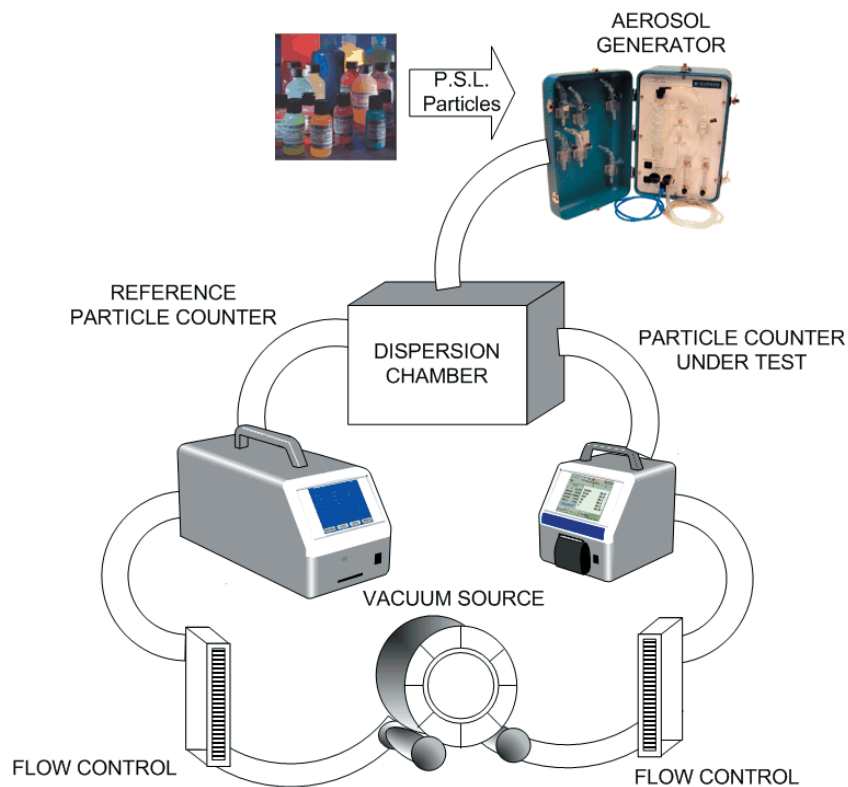 AEROSOL
GENERATOR
P.S.L.
Particles
REFERENCE
PARTICLE COUNTER
DISPERSION
CHAMBER
PARTICLE COUNTER
UNDER TEST
VACUUM SOURCE
FLOW CONTROL
FLOW CONTROL